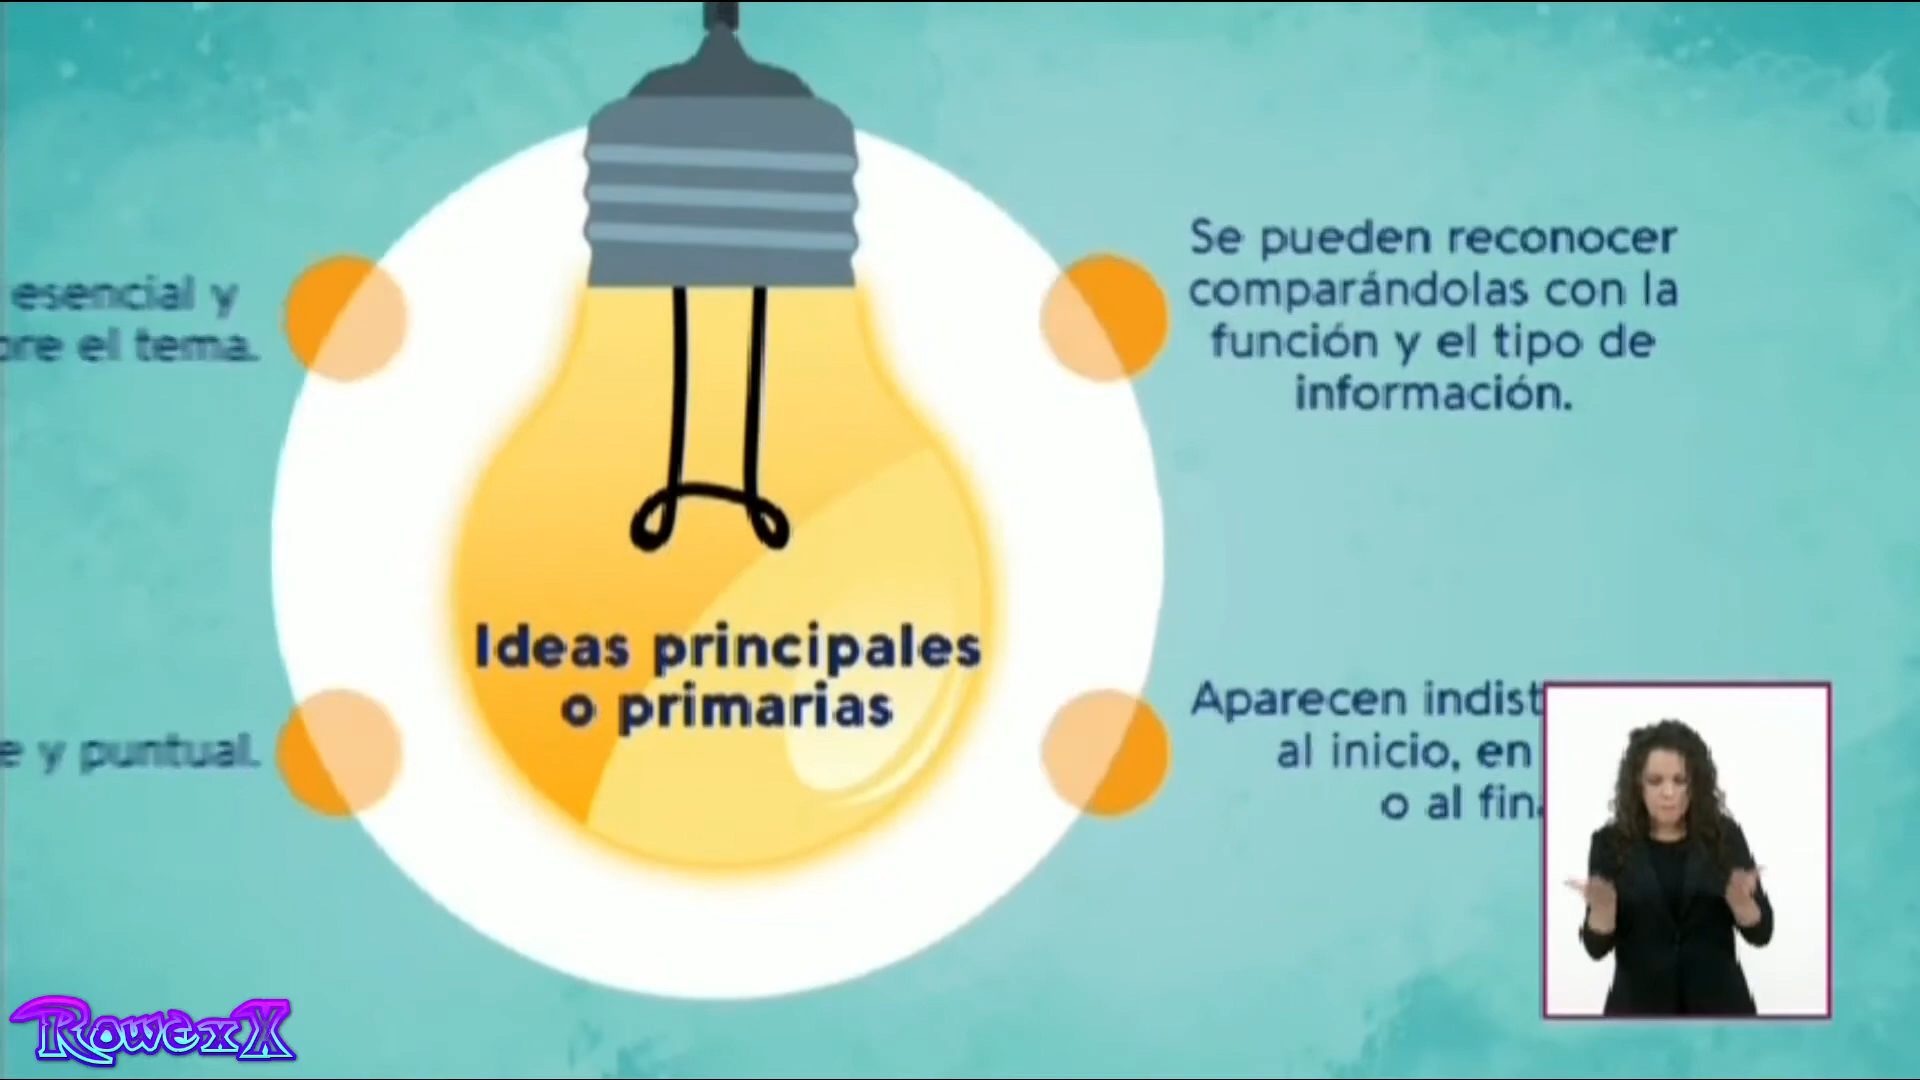 esencial y
el tema.
y puntual.
Ideas principales
o primarias
Se pueden reconocer
comparándolas con la
función y el tipo de
información.
Aparecen
al inicio, en
o al
RowexX